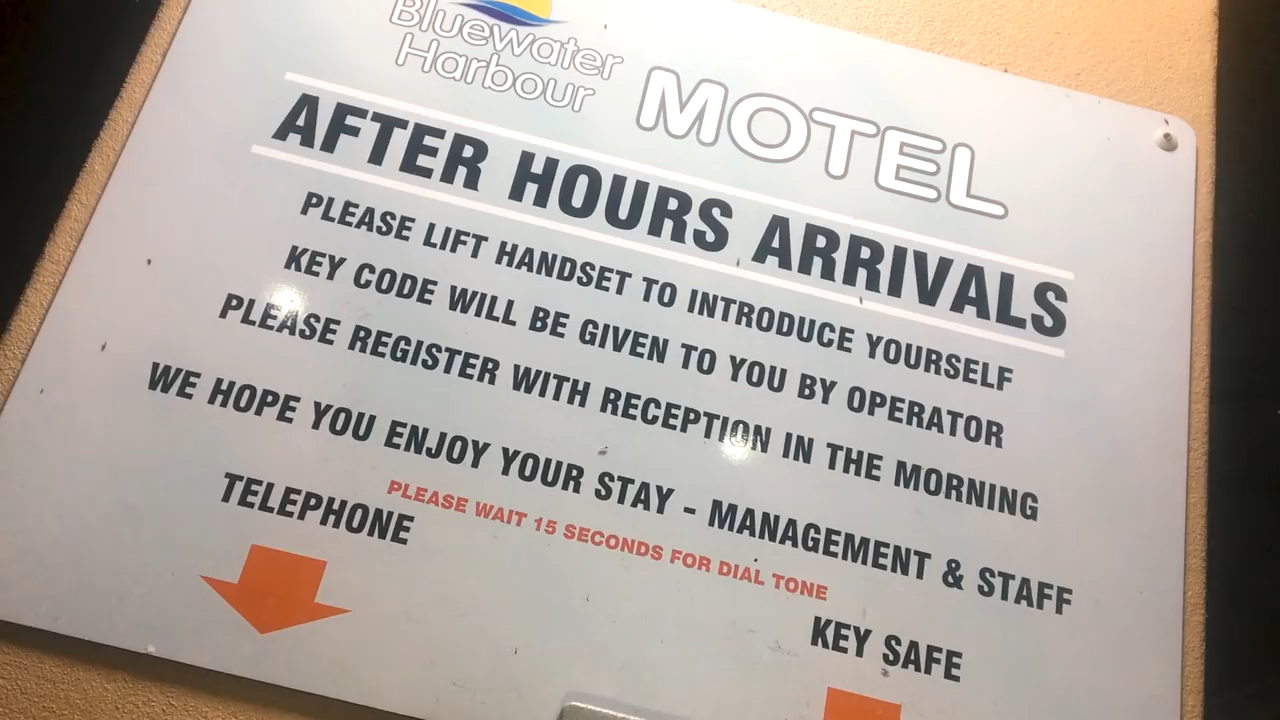 Bluewater
Harbour
MOTEL
AFTER HOURS ARRIVALS
PLEASE LIFT HANDSET TO INTRODUCE YOURSELF
KEY CODE WILL BE GIVEN TO YOU BY OPERATOR
PLEASE REGISTER WITH RECEPTION IN THE MORNING
WE HOPE YOU ENJOY YOUR STAY - MANAGEMENT & STAFF
PLEASE WAIT 15 SECONDS FOR DIAL TONE
TELEPHONE
KEY SAFE